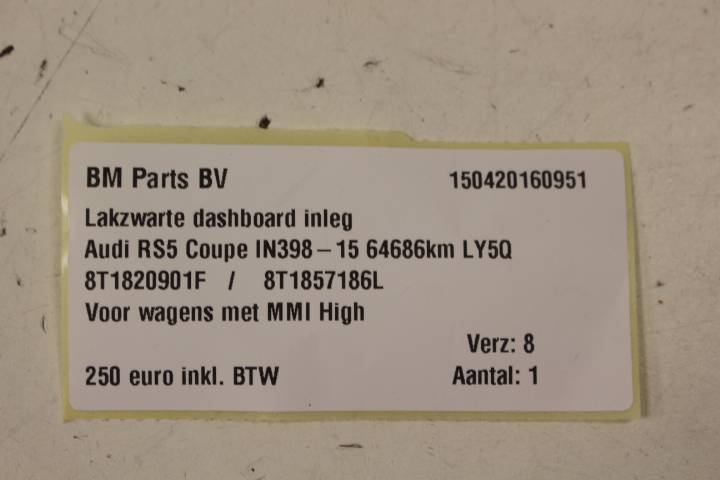 BM Parts BV 150420160951
Lakzwarte dashboard inleg
Audi RS5 Coupe IN398-15 64686km LY5Q
8T1820901F / 8T1857186L
Voor wagens met MMI High
Verz: 8
250 euro inkl. BTW Aantal: 1